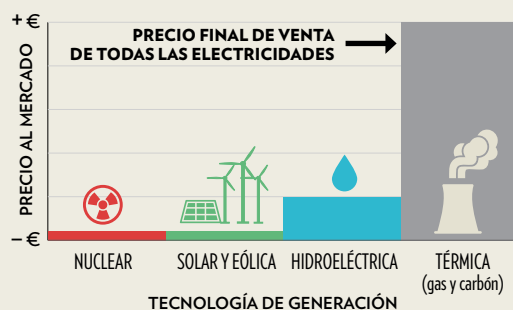 + €
PRECIO FINAL DE VENTA
DE TODAS LAS ELECTRICIDADES
PRECIO AL MERCADO
– €
NUCLEAR
SOLAR Y EÓLICA
HIDROELÉCTRICA
TÉRMICA
(gas y carbón)
TECNOLOGÍA DE GENERACIÓN